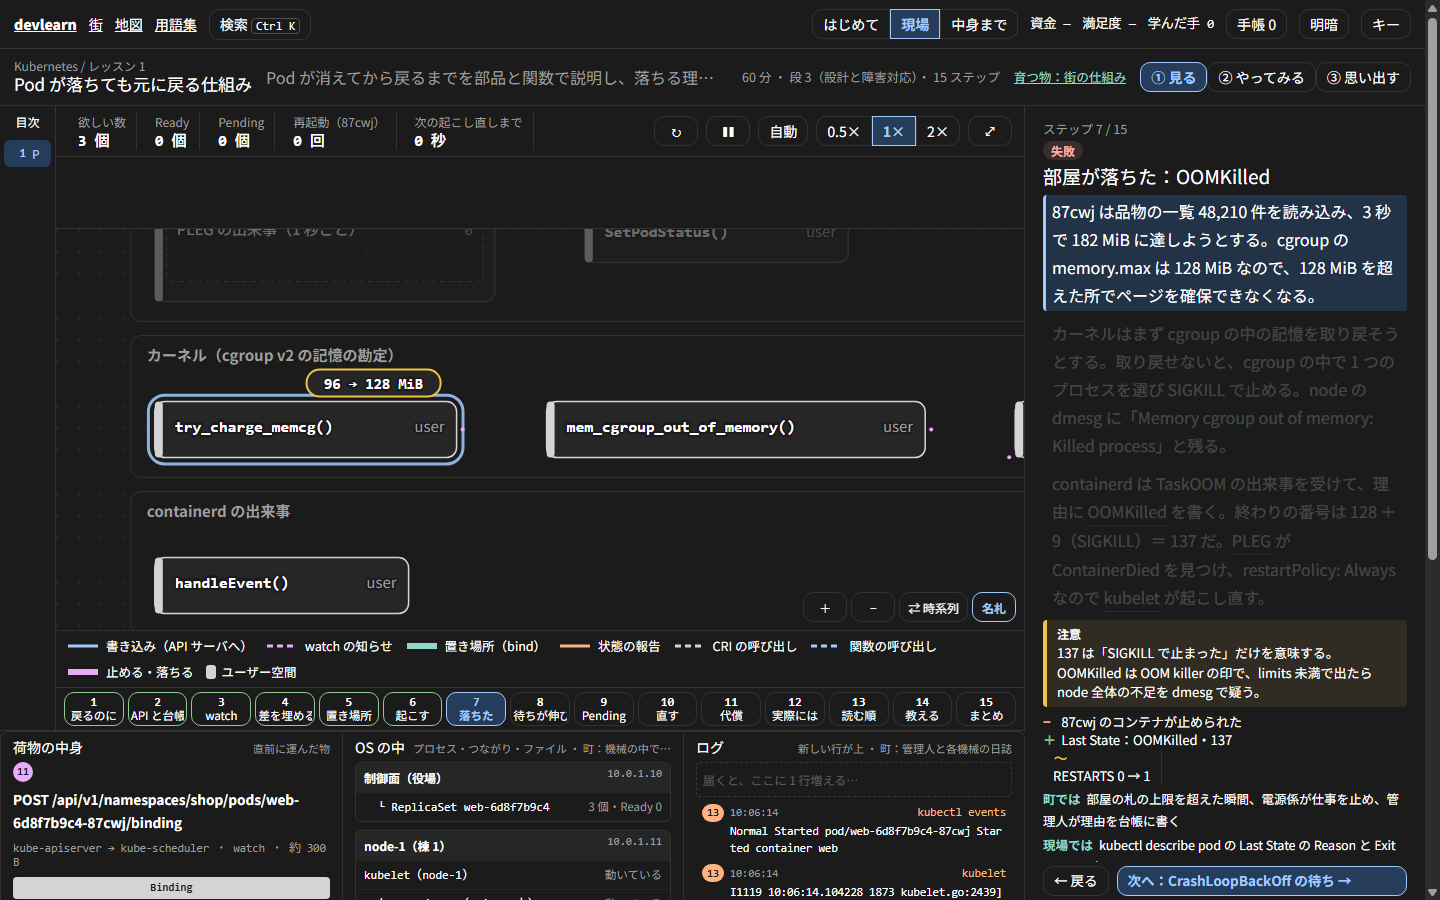 devlearn 街 地図 用語集 検索 Ctrl K はじめて 現場 中身まで 資金 – 満足度 – 学んだ手 0 手帳 0 明暗 キー
Kubernetes / レッスン 1
Pod が落ちても元に戻る仕組み Pod が消えてから戻るまでを部品と関数で説明し、落ちる理… 60 分・段 3（設計と障害対応）・15 ステップ 育つ物：街の仕組み ① 見る ② やってみる ③ 思い出す
目次
1 P
欲しい数 Ready Pending 再起動（87cwj） 次の起こし直しまで
3 個 0 個 0 個 0 回 0 秒
↻ 自動 0.5× 1× 2× ⤢
PLEG の出来事（1 秒ごと） 0
SetPodStatus() user
カーネル（cgroup v2 の記憶の勘定）
96 → 128 MiB
try_charge_memcg() user
mem_cgroup_out_of_memory() user
containerd の出来事
handleEvent() user
+ − ⇄ 時系列 名札
書き込み（API サーバへ） watch の知らせ 置き場所（bind） 状態の報告 CRI の呼び出し 関数の呼び出し
止める・落ちる ユーザー空間
1 2 3 4 5 6 7 8 9 10 11 12 13 14 15
戻るのに API と台帳 watch 差を埋める 置き場所 起こす 落ちた 待ちが伸び Pending 直す 代償 実際には 読む順 教える まとめ
荷物の中身 直前に運んだ物
11
POST /api/v1/namespaces/shop/pods/web-
6d8f7b9c4-87cwj/binding
kube-apiserver → kube-scheduler ・ watch ・ 約 300
B
Binding
OS の中 プロセス・つながり・ファイル・町：機械の中で…
制御面（役場） 10.0.1.10
└ ReplicaSet web-6d8f7b9c4 3 個・Ready 0
node-1（棟 1） 10.0.1.11
kubelet（node-1） 動いている
ログ 新しい行が上・町：管理人と各機械の日誌
届くと、ここに 1 行増える…
13 10:06:14 kubectl events
Normal Started pod/web-6d8f7b9c4-87cwj Star
ted container web
13 10:06:14 kubelet
I1119 10:06:14.104228 1873 kubelet.go:2439]
ステップ 7 / 15
失敗
部屋が落ちた：OOMKilled
87cwj は品物の一覧 48,210 件を読み込み、3 秒
で 182 MiB に達しようとする。cgroup の
memory.max は 128 MiB なので、128 MiB を超
えた所でページを確保できなくなる。
カーネルはまず cgroup の中の記憶を取り戻そう
とする。取り戻せないと、cgroup の中で 1 つの
プロセスを選び SIGKILL で止める。node の
dmesg に「Memory cgroup out of memory:
Killed process」と残る。
containerd は TaskOOM の出来事を受けて、理
由に OOMKilled を書く。終わりの番号は 128 ＋
9（SIGKILL）＝ 137 だ。PLEG が
ContainerDied を見つけ、restartPolicy: Always
なので kubelet が起こし直す。
注意
137 は「SIGKILL で止まった」だけを意味する。
OOMKilled は OOM killer の印で、limits 未満で出たら
node 全体の不足を dmesg で疑う。
− 87cwj のコンテナが止められた
+ Last State：OOMKilled・137
〜
RESTARTS 0 → 1
町では 部屋の札の上限を超えた瞬間、電源係が仕事を止め、管
理人が理由を台帳に書く
現場では kubectl describe pod の Last State の Reason と Exit
← 戻る 次へ：CrashLoopBackOff の待ち →